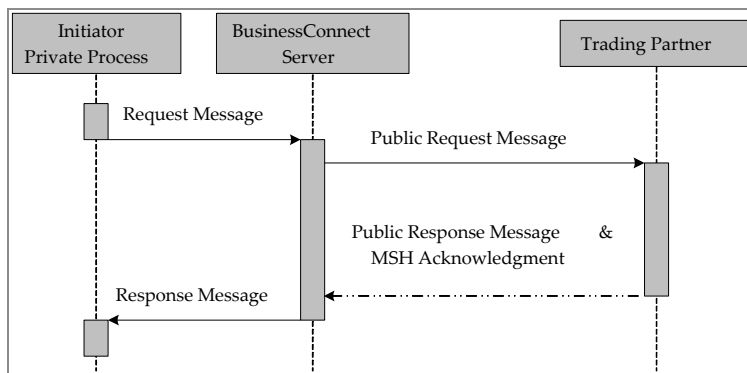 Initiator
Private Process
BusinessConnect
Server
Trading Partner
Request Message
Public Request Message
Public Response Message &
MSH Acknowledgment
Response Message